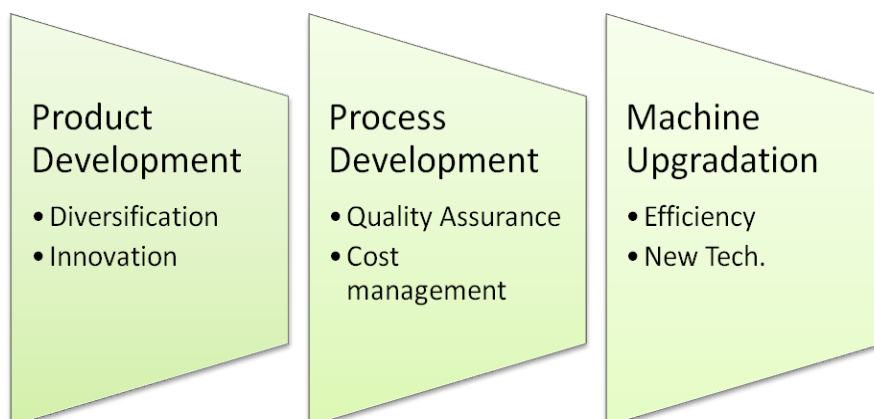 Product
Development
• Diversification
• Innovation
Process
Development
• Quality Assurance
• Cost
management
Machine
Upgradation
• Efficiency
• New Tech.